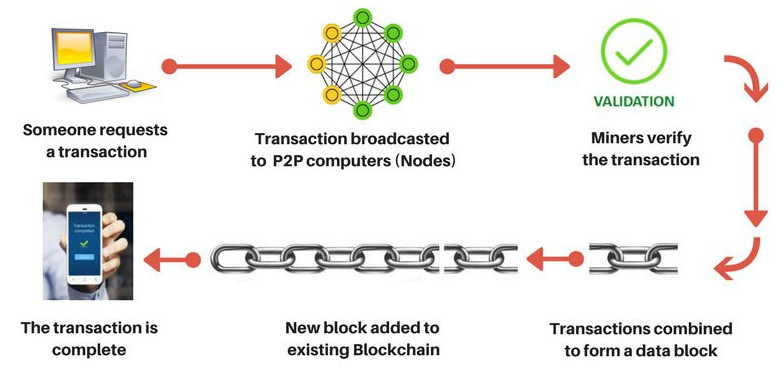 VALIDATION
Someone requests
a transaction
Transaction broadcasted
to P2P computers (Nodes)
Miners verify
the transaction
Transaction
completed
The transaction is
complete
New block added to
existing Blockchain
Transactions combined
to form a data block